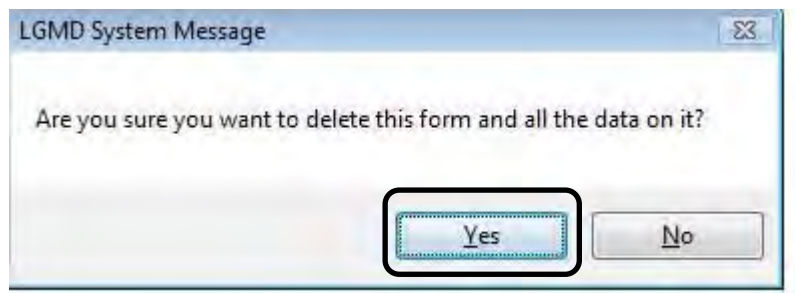 LGMD System Message
Are you sure you want to delete this form and all the data on it?
Yes No